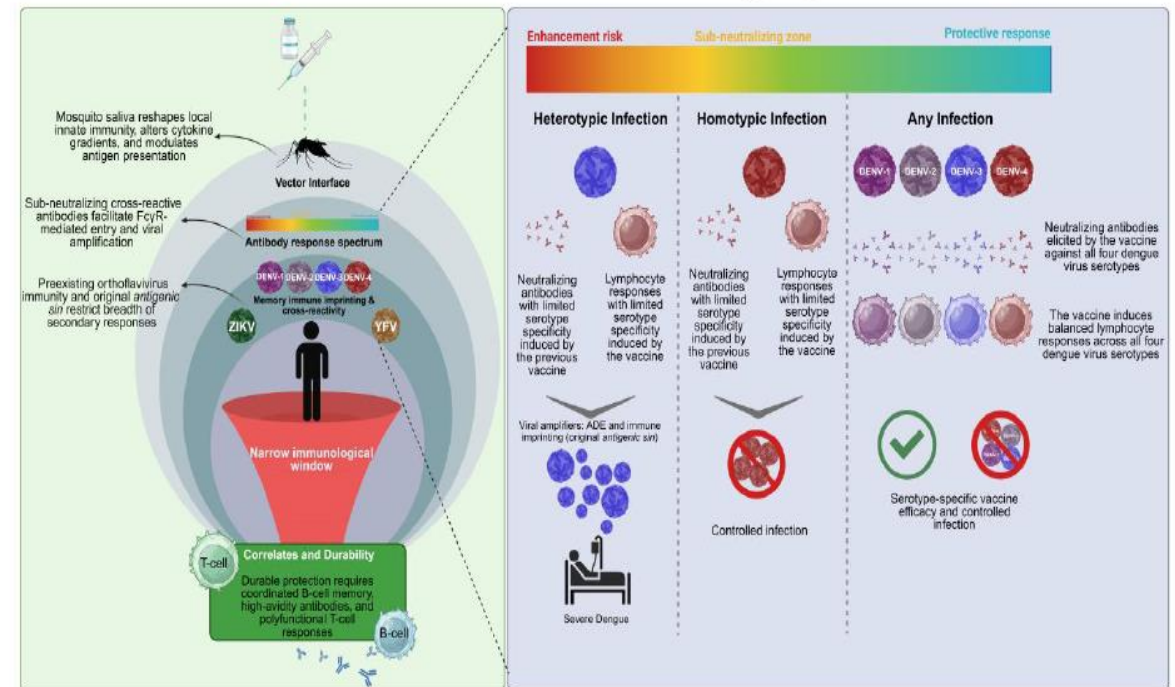 Mosquito saliva reshapes local
innate immunity, alters cytokine
gradients, and modulates
antigen presentation
Vector Interface
Sub-neutralizing cross-reactive
antibodies facilitate FcγR-
mediated entry and viral
amplification
Antibody response spectrum
Preexisting orthoflavivirus
immunity and original antigenic
sin restrict breadth of
secondary responses
DENV-1
DENV-2
DENV-3
DENV-4
Memory immune imprinting &
cross-reactivity
ZIKV
YFV
Narrow immunological
window
T-cell
Correlates and Durability
Durable protection requires
coordinated B-cell memory,
high-avidity antibodies, and
polyfunctional T-cell
responses
B-cell
Enhancement risk
Sub-neutralizing zone
Protective response
Heterotypic Infection
Neutralizing
antibodies
with limited
serotype
specificity
induced by
the previous
vaccine
Lymphocyte
responses
with limited
serotype
specificity
induced by
the vaccine
Viral amplifiers: ADE and immune
imprinting (original antigenic sin)
Severe Dengue
Homotypic Infection
Neutralizing
antibodies
with limited
serotype
specificity
induced by
the previous
vaccine
Lymphocyte
responses
with limited
serotype
specificity
induced by
the vaccine
Controlled infection
Any Infection
DENV-1
DENV-2
DENV-3
DENV-4
Neutralizing antibodies
elicited by the vaccine
against all four dengue
virus serotypes
The vaccine induces
balanced lymphocyte
responses across all four
dengue virus serotypes
Serotype-specific vaccine
efficacy and controlled
infection